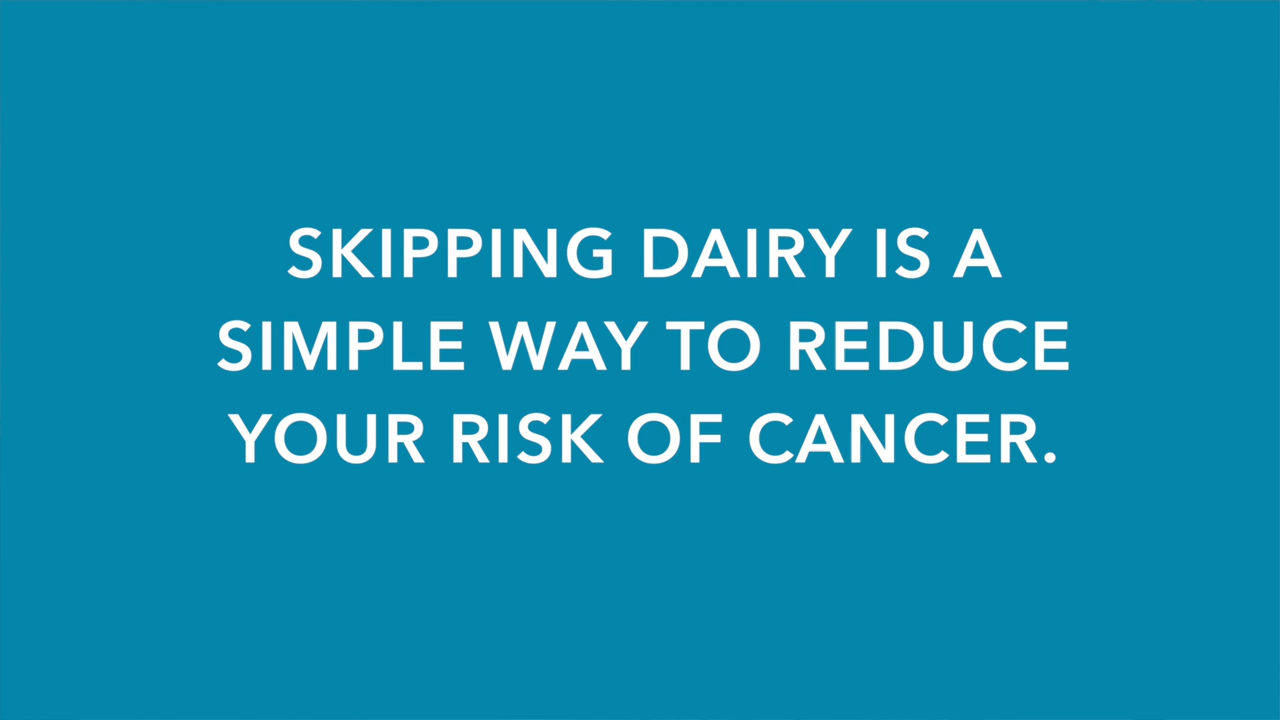 SKIPPING DAIRY IS A
SIMPLE WAY TO REDUCE
YOUR RISK OF CANCER.